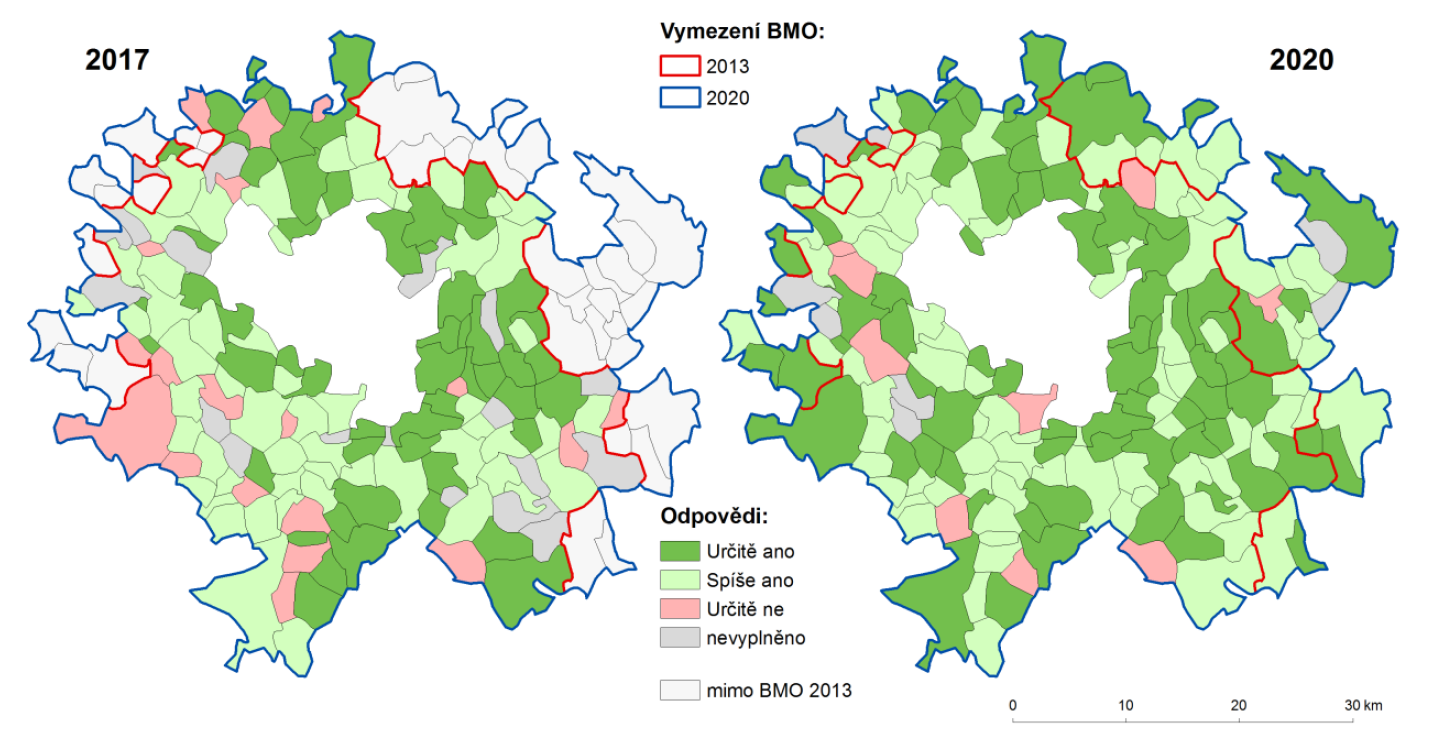 2017
Vymezení BMO:
2013
2020
2020
Odpovědi:
Určitě ano
Spíše ano
Určitě ne
nevyplněno
mimo BMO 2013
0 10 20 30 km